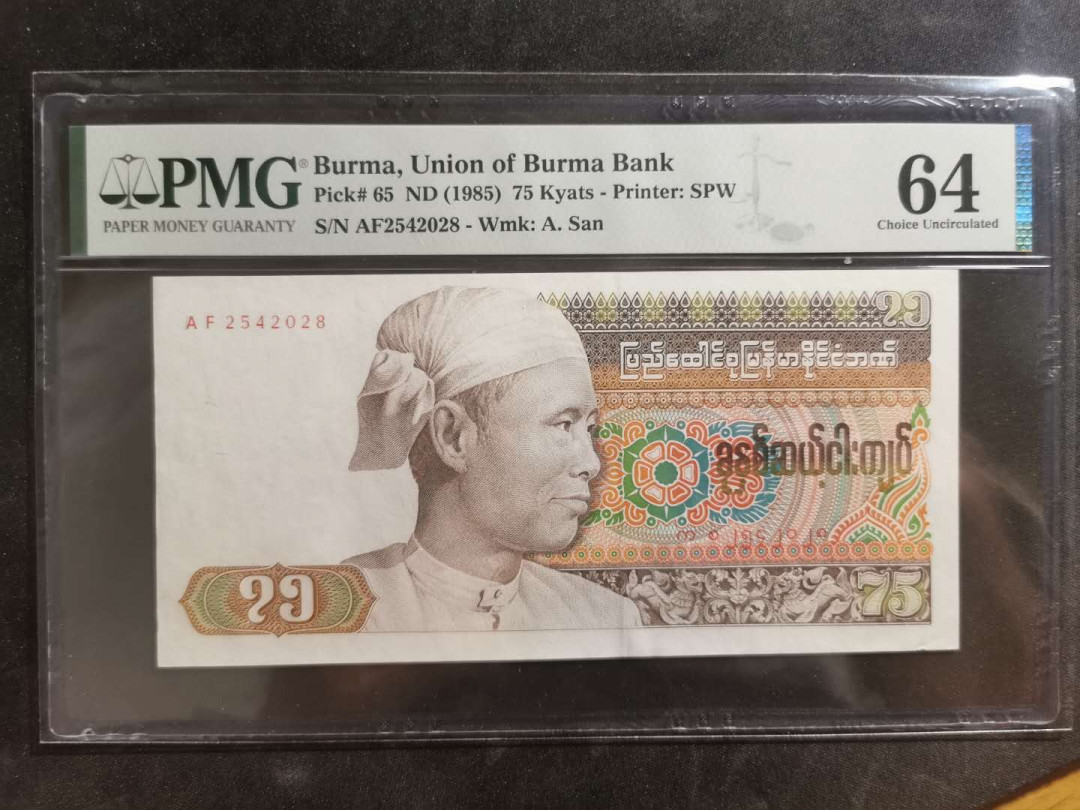 PMG®
PAPER MONEY GUARANTY
Burma, Union of Burma Bank
Pick# 65 ND (1985) 75 Kyats - Printer: SPW
S/N AF2542028 - Wmk: A. San
64
Choice Uncirculated
AF 2542028
၇၅
ပြည်ထောင်စုမြန်မာနိုင်ငံဘဏ်
ခုနှစ်ဆယ့်ငါးကျပ်
၇၅
75